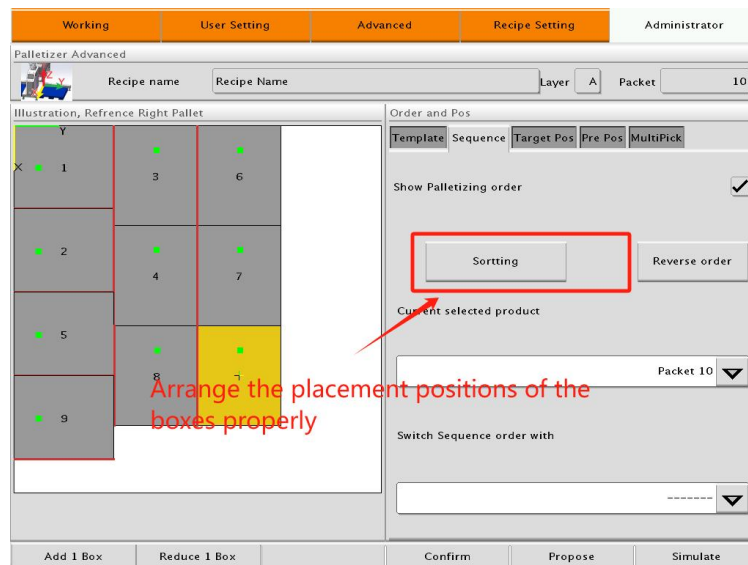 Working User Setting Advanced Recipe Setting Administrator
Palletizer Advanced
Recipe name Recipe Name Layer A Packet 10
Illustration, Refrence Right Pallet
Order and Pos
Template Sequence Target Pos Pre Pos MultiPick
Y
X
1
3
6
2
4
7
5
8
9
Show Palletizing order
Sortting Reverse order
Current selected product
Packet 10
Arrange the placement positions of the
boxes properly
Switch Sequence order with
-------
Add 1 Box Reduce 1 Box Confirm Propose Simulate